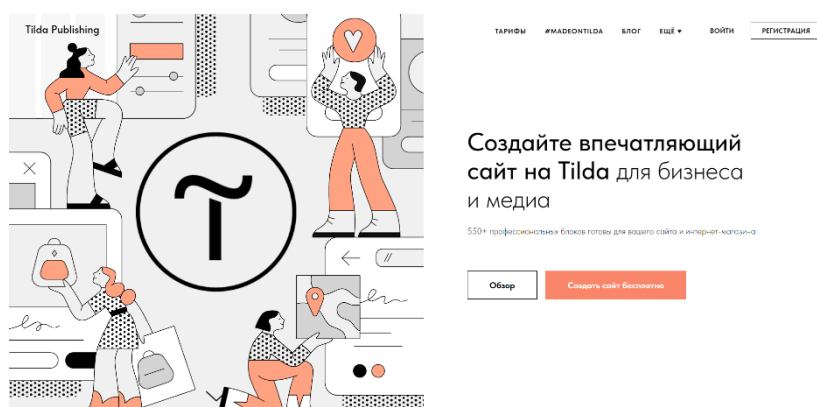 Tilda Publishing
ТАРИФЫ #MADEONTILDA БЛОГ ЕЩЁ ▾ ВОЙТИ РЕГИСТРАЦИЯ
Создайте впечатляющий
сайт на Tilda для бизнеса
и медиа
550+ профессиональных блоков готовы для вашего сайта и интернет-магазина
Обзор Создать сайт бесплатно